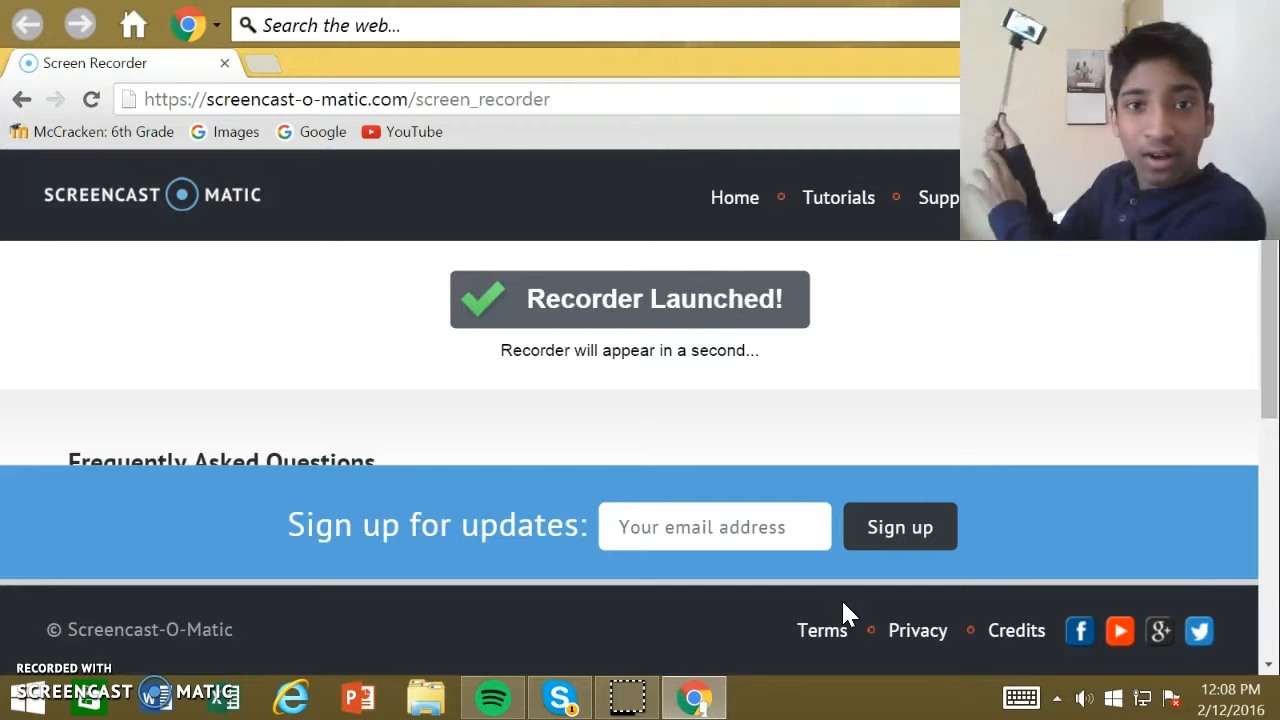 Search the web...
Screen Recorder
https://screencast-o-matic.com/screen_recorder
McCracken: 6th Grade Images Google YouTube
SCREENCAST MATIC
Home Tutorials Supp
Recorder Launched!
Recorder will appear in a second...
Frequently Asked Questions
Sign up for updates: Your email address Sign up
© Screencast-O-Matic
Terms Privacy Credits
RECORDED WITH
SCREENCAST MATIC
12:08 PM
2/12/2016